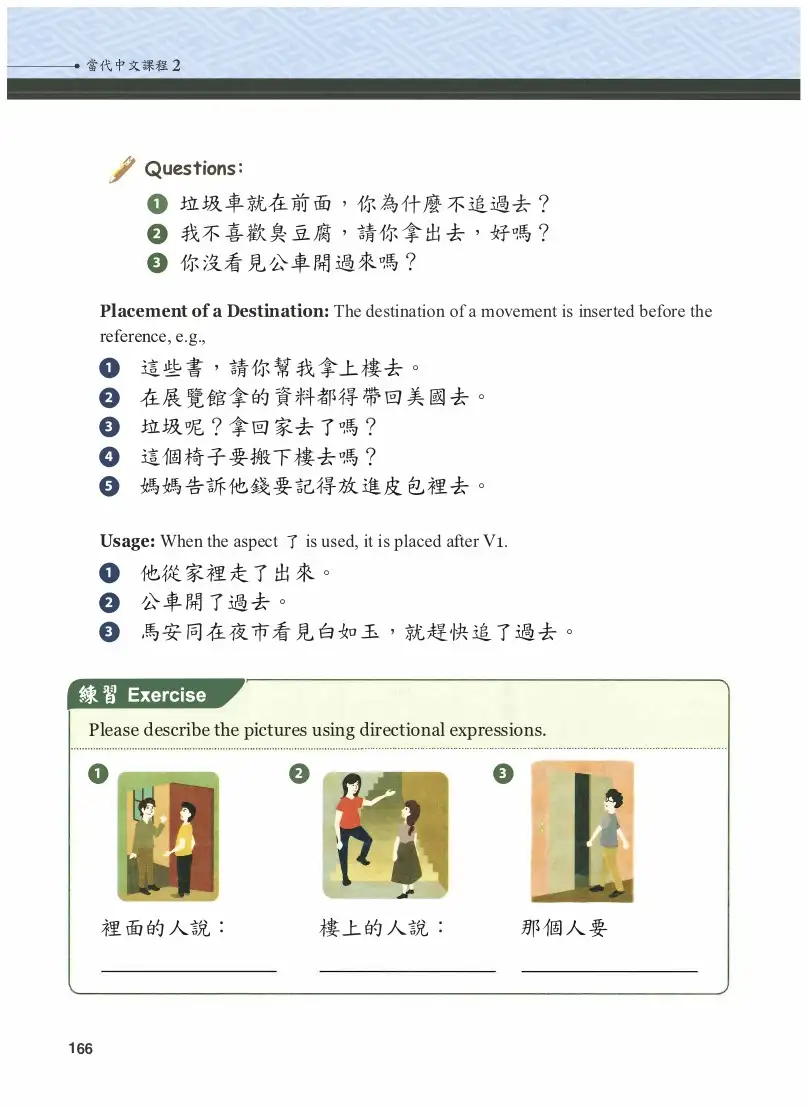 當代中文課程 2
Questions:
1 垃圾車就在前面,你為什麼不追過去?
2 我不喜歡臭豆腐,請你拿出去,好嗎?
3 你沒看見公車開過來嗎?
Placement of a Destination: The destination of a movement is inserted before the
reference, e.g.,
1 這些書,請你幫我拿上樓去。
2 在展覽館拿的資料都得帶回美國去。
3 垃圾呢?拿回家去了嗎?
4 這個椅子要搬下樓去嗎?
5 媽媽告訴他錢要記得放進皮包裡去。
Usage: When the aspect 了 is used, it is placed after V1.
1 他從家裡走了出來。
2 公車開了過去。
3 馬安同在夜市看見白如玉,就趕快追了過去。
練習 Exercise
Please describe the pictures using directional expressions.
1 2 3
裡面的人說: 樓上的人說: 那個人要
166